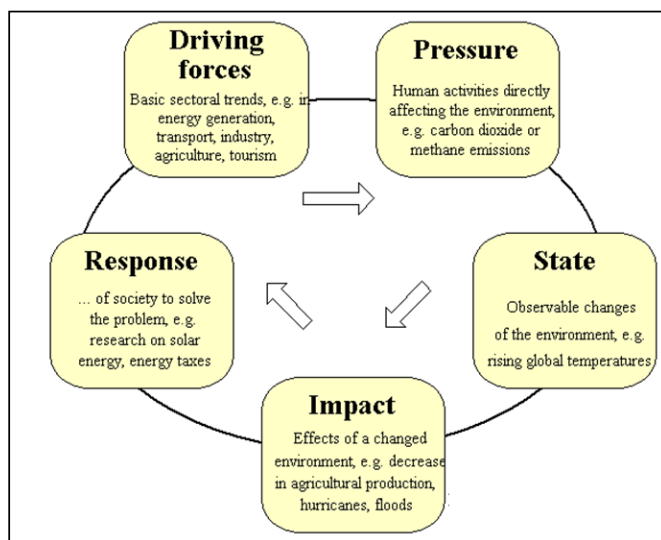 Driving
forces
Basic sectoral trends, e.g. in
energy generation,
transport, industry,
agriculture, tourism
Pressure
Human activities directly
affecting the environment,
e.g. carbon dioxide or
methane emissions
Response
... of society to solve
the problem, e.g.
research on solar
energy, energy taxes
State
Observable changes
of the environment, e.g.
rising global temperatures
Impact
Effects of a changed
environment, e.g. decrease
in agricultural production,
hurricanes, floods